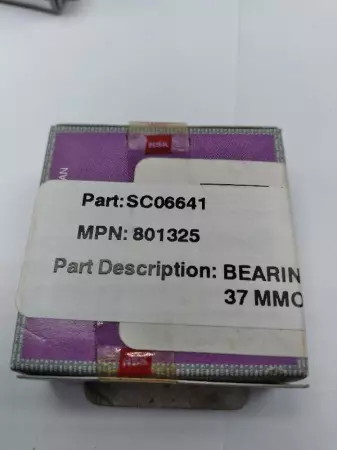 Part: SC06641
MPN: 801325
Part Description: BEARIN
37 MMO